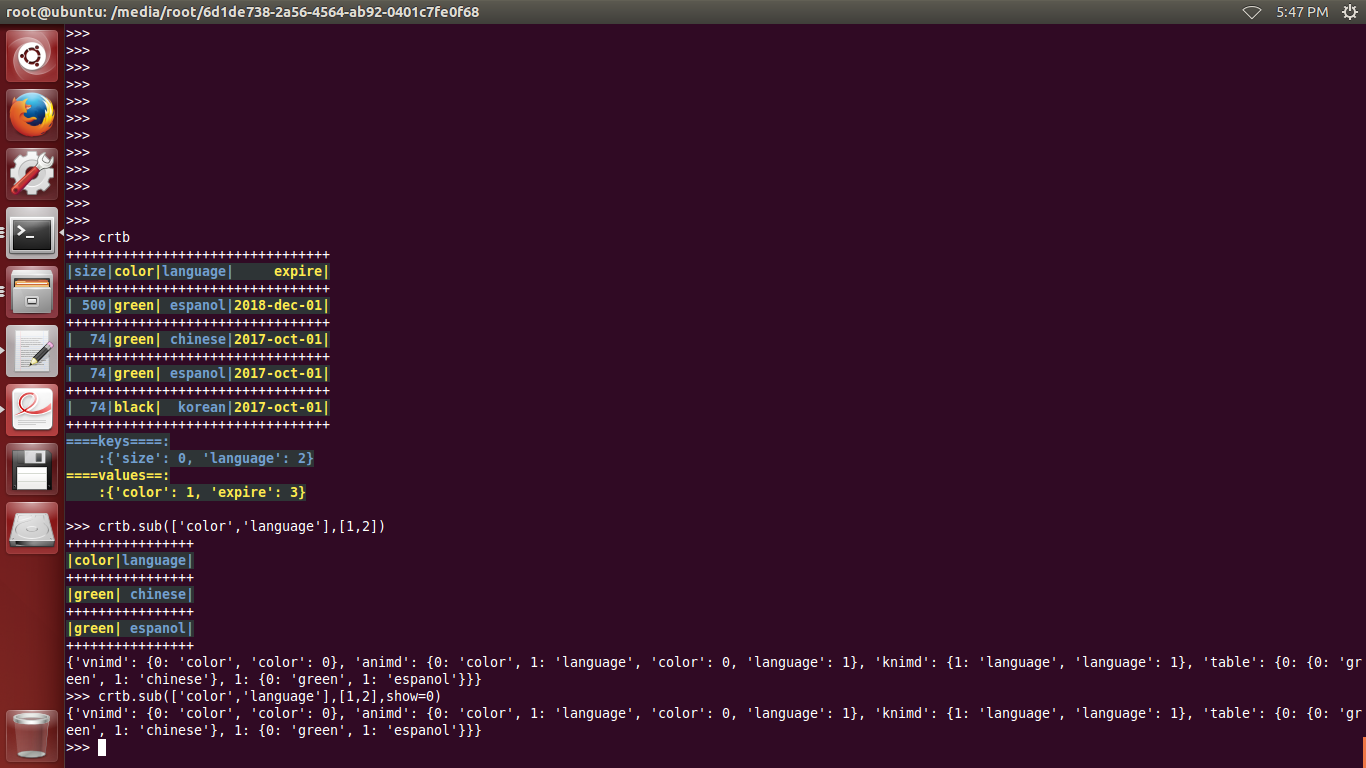 root@ubuntu: /media/root/6d1de738-2a56-4564-ab92-0401c7fe0f68
5:47 PM
>>>
>>>
>>>
>>>
>>>
>>>
>>>
>>>
>>>
>>>
>>>
>>>
>>> crtb
+++++++++++++++++++++++++++++++++
|size|color|language|     expire|
+++++++++++++++++++++++++++++++++
| 500|green| espanol|2018-dec-01|
+++++++++++++++++++++++++++++++++
|  74|green| chinese|2017-oct-01|
+++++++++++++++++++++++++++++++++
|  74|green| espanol|2017-oct-01|
+++++++++++++++++++++++++++++++++
|  74|black|  korean|2017-oct-01|
+++++++++++++++++++++++++++++++++
====keys====:
    :{'size': 0, 'language': 2}
====values==:
    :{'color': 1, 'expire': 3}
>>> crtb.sub(['color','language'],[1,2])
++++++++++++++++
|color|language|
++++++++++++++++
|green| chinese|
++++++++++++++++
|green| espanol|
++++++++++++++++
{'vnimd': {0: 'color', 'color': 0}, 'animd': {0: 'color', 1: 'language', 'color': 0, 'language': 1}, 'knimd': {1: 'language', 'language': 1}, 'table': {0: {0: 'gr
een', 1: 'chinese'}, 1: {0: 'green', 1: 'espanol'}}}
>>> crtb.sub(['color','language'],[1,2],show=0)
{'vnimd': {0: 'color', 'color': 0}, 'animd': {0: 'color', 1: 'language', 'color': 0, 'language': 1}, 'knimd': {1: 'language', 'language': 1}, 'table': {0: {0: 'gr
een', 1: 'chinese'}, 1: {0: 'green', 1: 'espanol'}}}
>>>